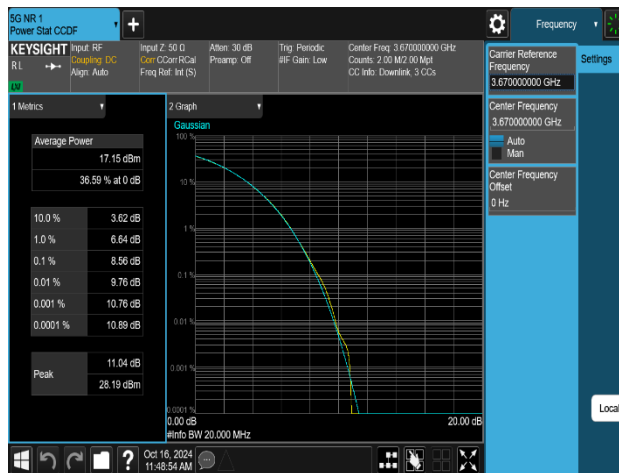 5G NR 1
Power Stat CCDF
+
Frequency
KEYSIGHT
RL
LV
Input: RF
Coupling: DC
Align: Auto
Input Z: 50 Ω
Corr CCorr RCal
Freq Ref: Int (S)
Atten: 30 dB
Preamp: Off
Trig: Periodic
#IF Gain: Low
Center Freq: 3.670000000 GHz
Counts: 2.00 M/2.00 Mpt
CC Info: Downlink, 3 CCs
Carrier Reference
Frequency
3.670000000 GHz
Settings
Center Frequency
3.670000000 GHz
Auto
Man
Center Frequency
Offset
0 Hz
1 Metrics
Average Power
17.15 dBm
36.59 % at 0 dB
10.0 % 3.62 dB
1.0 % 6.64 dB
0.1 % 8.56 dB
0.01 % 9.76 dB
0.001 % 10.76 dB
0.0001 % 10.89 dB
Peak
11.04 dB
28.19 dBm
2 Graph
Gaussian
100 %
10 %
1 %
0.1 %
0.01 %
0.001 %
0.0001 %
0.00 dB 20.00 dB
#Info BW 20.000 MHz
Local
?
Oct 16, 2024
11:48:54 AM